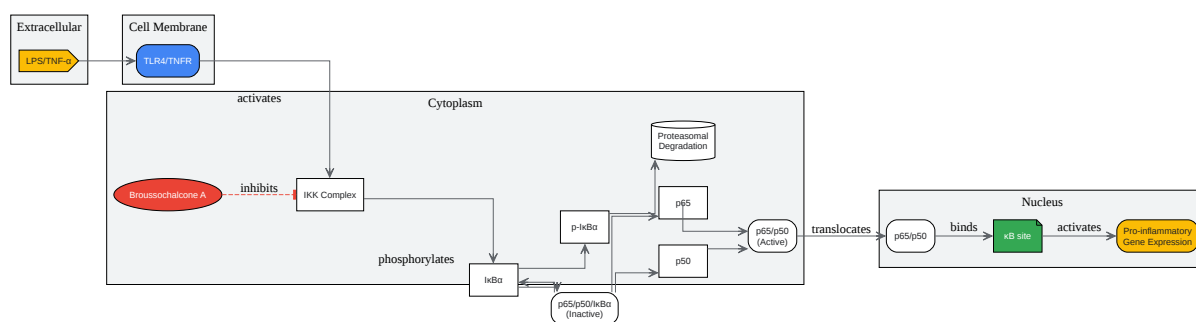 Extracellular
LPS/TNF-α
Cell Membrane
TLR4/TNFR
activates
Cytoplasm
Broussochalcone A
inhibits
IKK Complex
phosphorylates
IκBα
p-IκBα
p65/p50/IκBα
(Inactive)
Proteasomal
Degradation
p65
p50
p65/p50
(Active)
translocates
Nucleus
p65/p50
binds
κB site
activates
Pro-inflammatory
Gene Expression